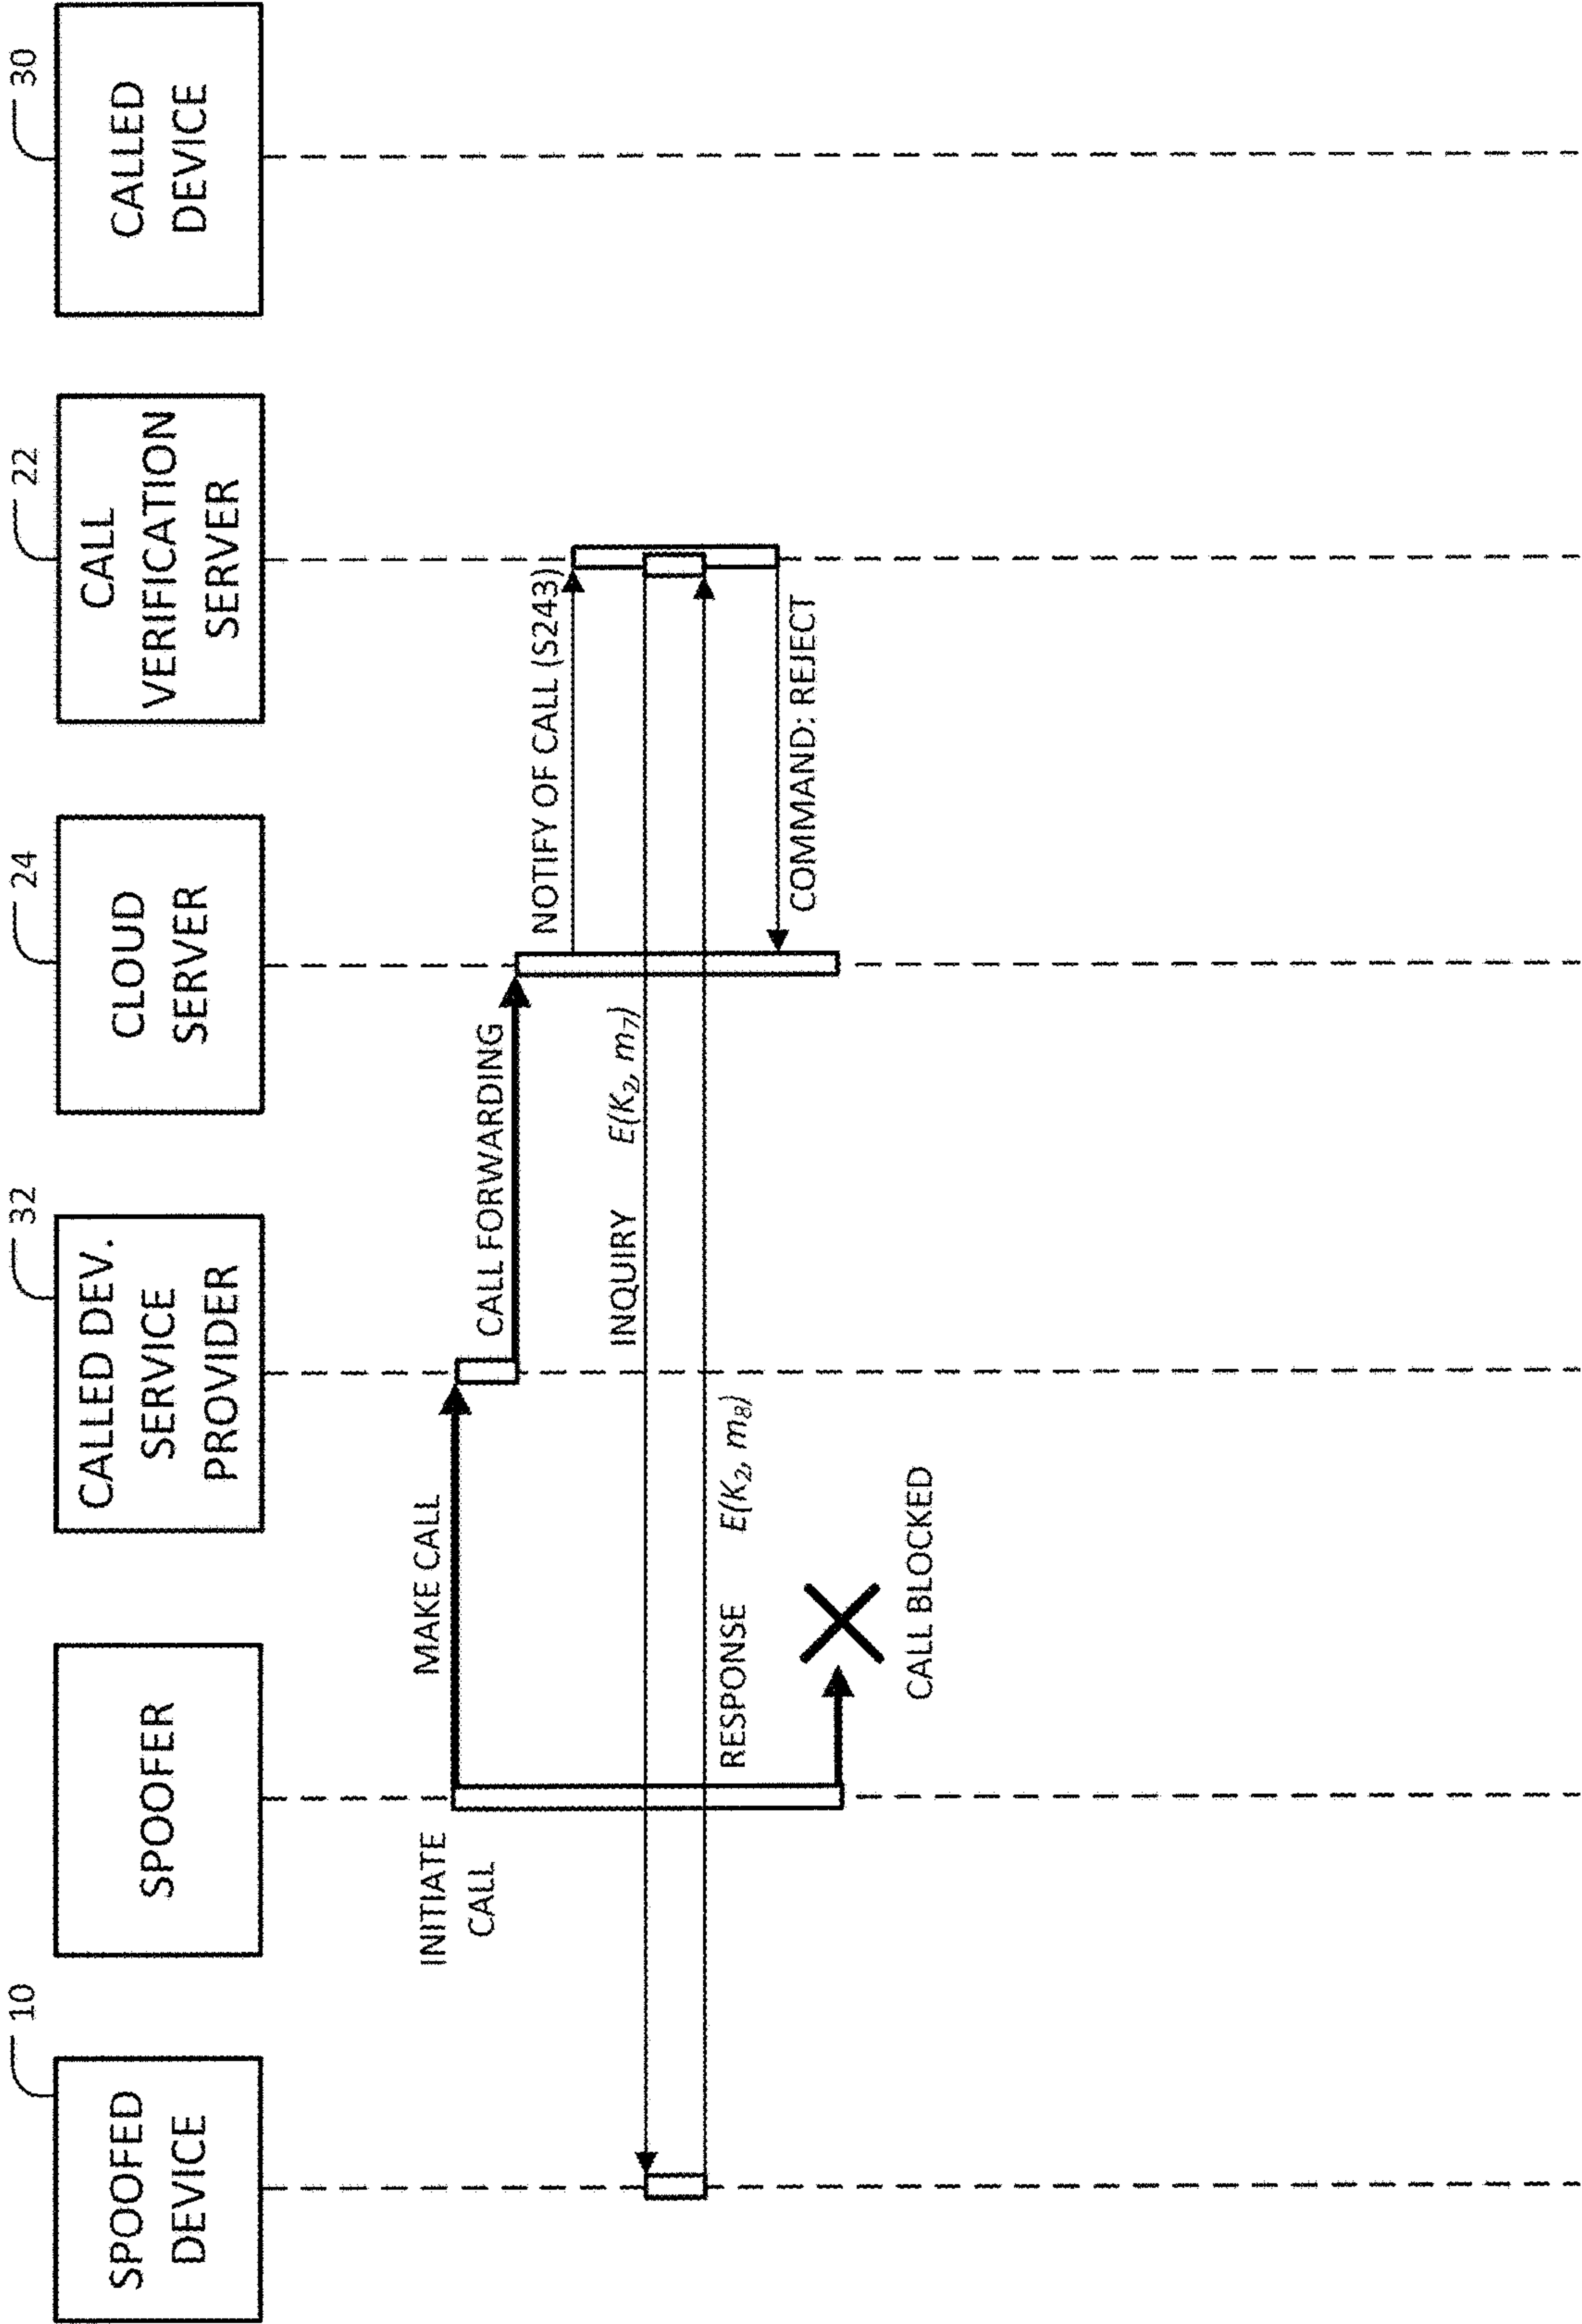 10
SPOOFED
DEVICE
SPOOFER
32
CALLED DEV.
SERVICE
PROVIDER
24
CLOUD
SERVER
22
CALL
VERIFICATION
SERVER
30
CALLED
DEVICE
INITIATE
CALL
MAKE CALL
CALL FORWARDING
NOTIFY OF CALL (S243)
INQUIRY E(K₂, m₇)
RESPONSE E(K₂, m₈)
COMMAND: REJECT
CALL BLOCKED